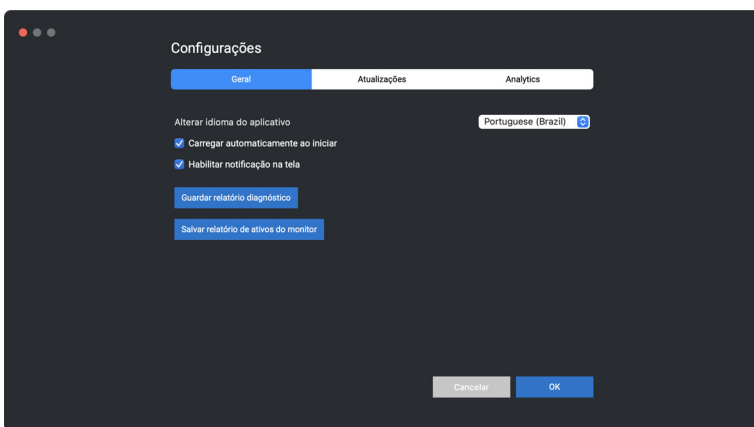 Configurações
Geral Atualizações Analytics
Alterar idioma do aplicativo Portuguese (Brazil)
Carregar automaticamente ao iniciar
Habilitar notificação na tela
Guardar relatório diagnóstico
Salvar relatório de ativos do monitor
Cancelar OK